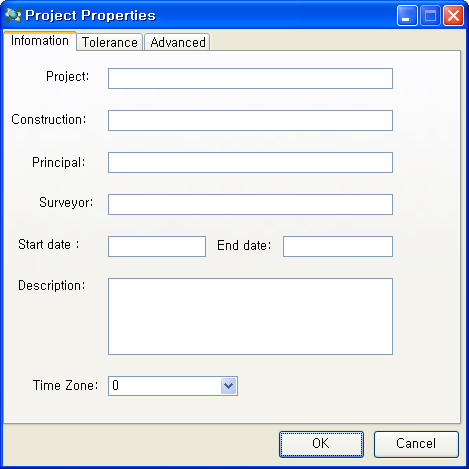 Project Properties
Infomation Tolerance Advanced
Project:
Construction:
Principal:
Surveyor:
Start date : End date:
Description:
Time Zone: 0
OK Cancel